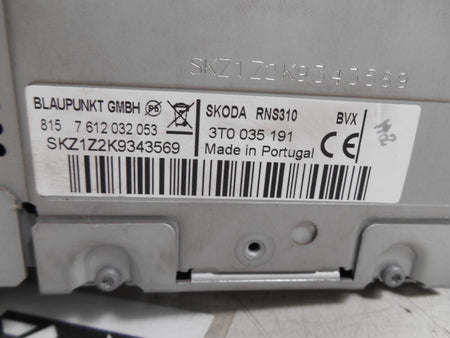 SKZ1Z2K9343569
BLAUPUNKT GMBH
815 7 612 032 053
SKZ1Z2K9343569
SKODA RNS310 BVX
3T0 035 191
Made in Portugal CE